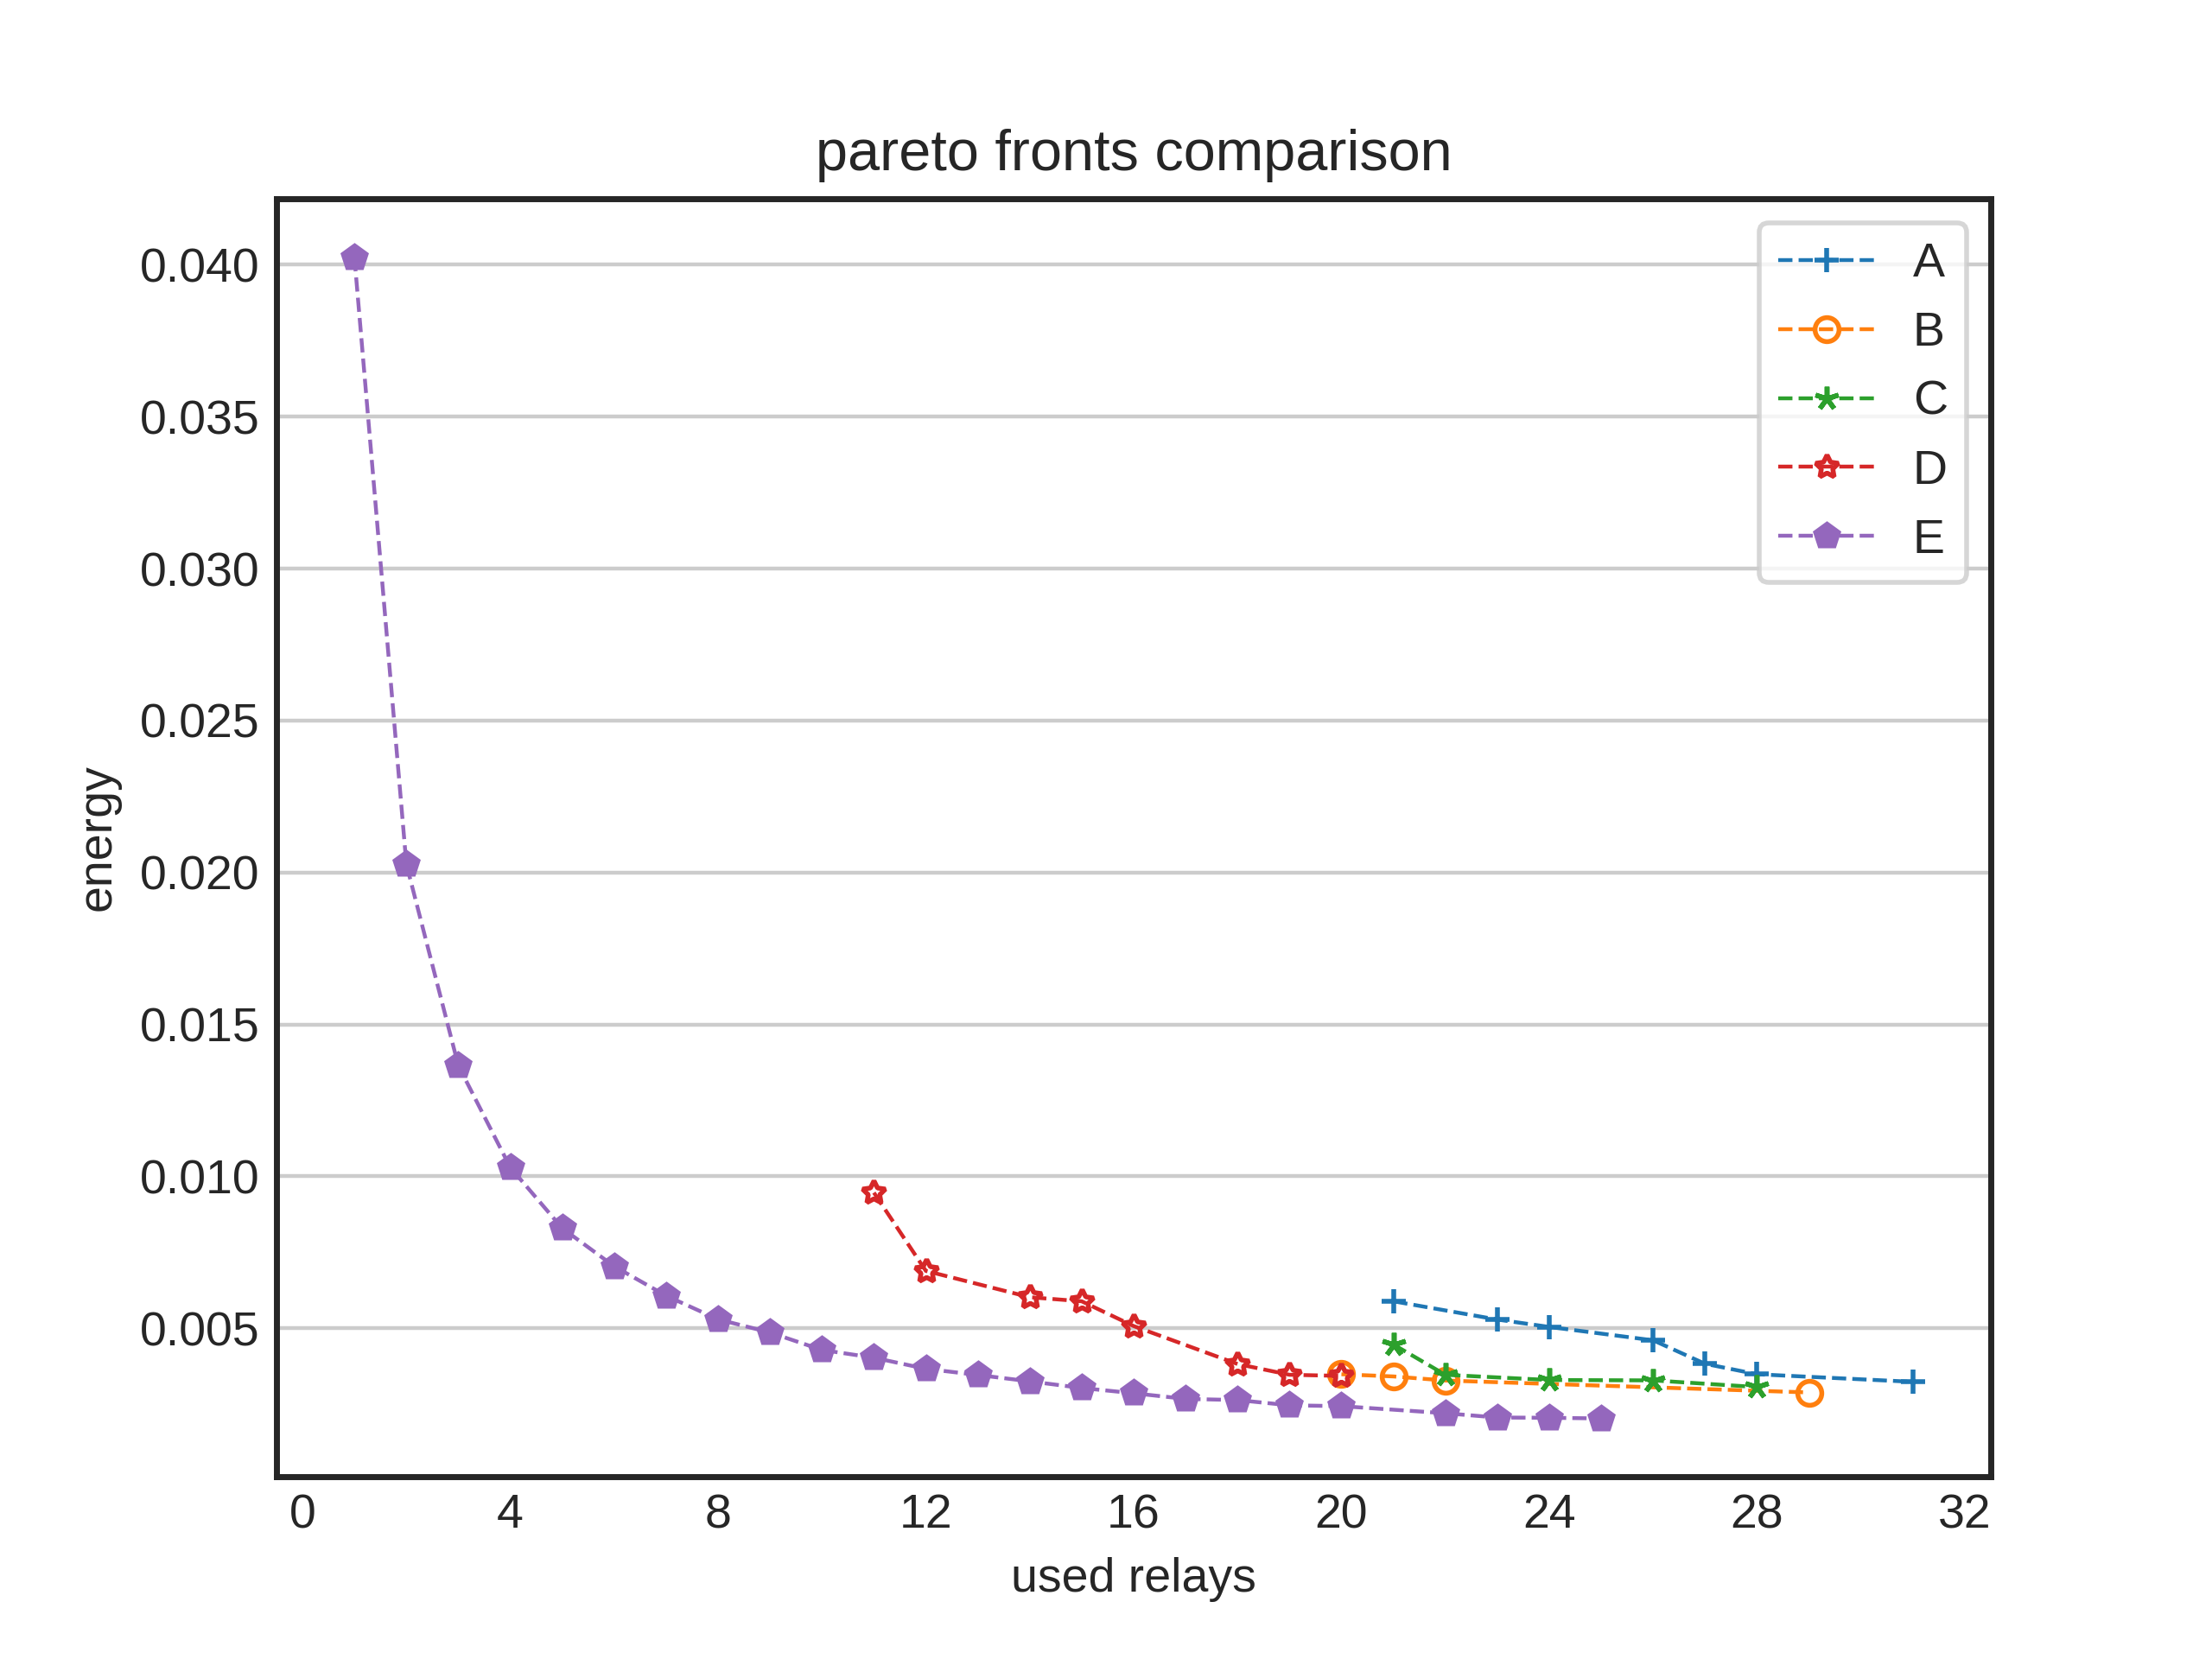 pareto fronts comparison
0.040
0.035
0.030
0.025
0.020
0.015
0.010
0.005
energy
A
B
C
D
E
0 4 8 12 16 20 24 28 32
used relays